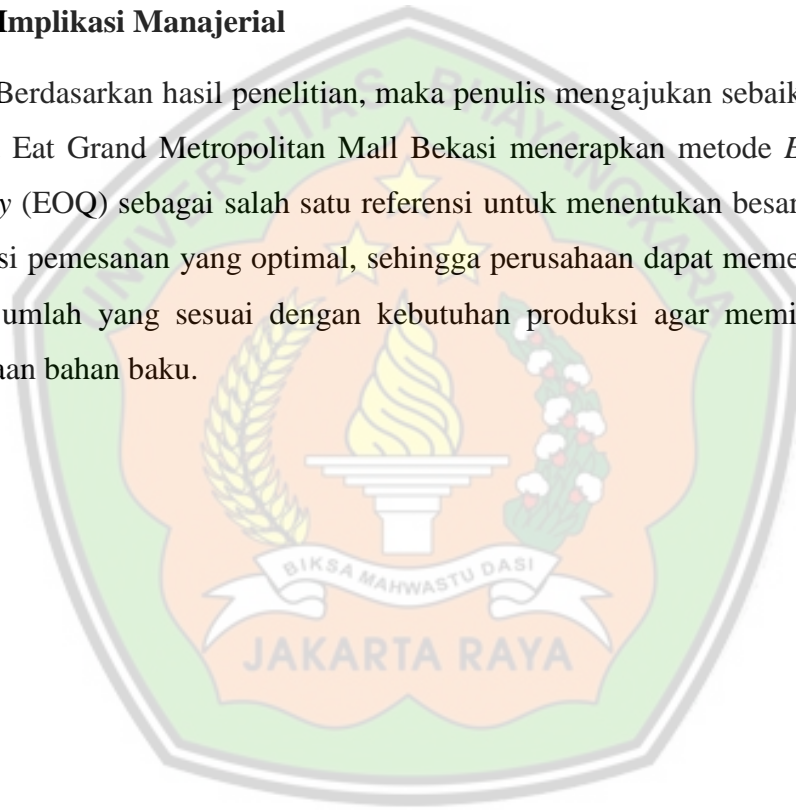 Implikasi Manajerial
Berdasarkan hasil penelitian, maka penulis mengajukan sebaik
Eat Grand Metropolitan Mall Bekasi menerapkan metode E
y (EOQ) sebagai salah satu referensi untuk menentukan besar
si pemesanan yang optimal, sehingga perusahaan dapat meme
umlah yang sesuai dengan kebutuhan produksi agar memi
aan bahan baku.
UNIVERSITAS BHAYANGKARA
BIKSA MAHWASTU DASI
JAKARTA RAYA